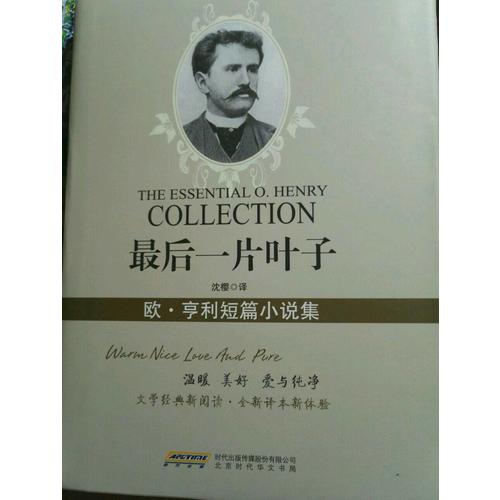 THE ESSENTIAL O. HENRY
COLLECTION
最后一片叶子
沈樱◎译
欧·亨利短篇小说集
Warm Nice Love And Pure
温暖 美好 爱与纯净
文学经典新阅读·全新译本新体验
APGTIME
时代出版传媒股份有限公司
北京时代华文书局